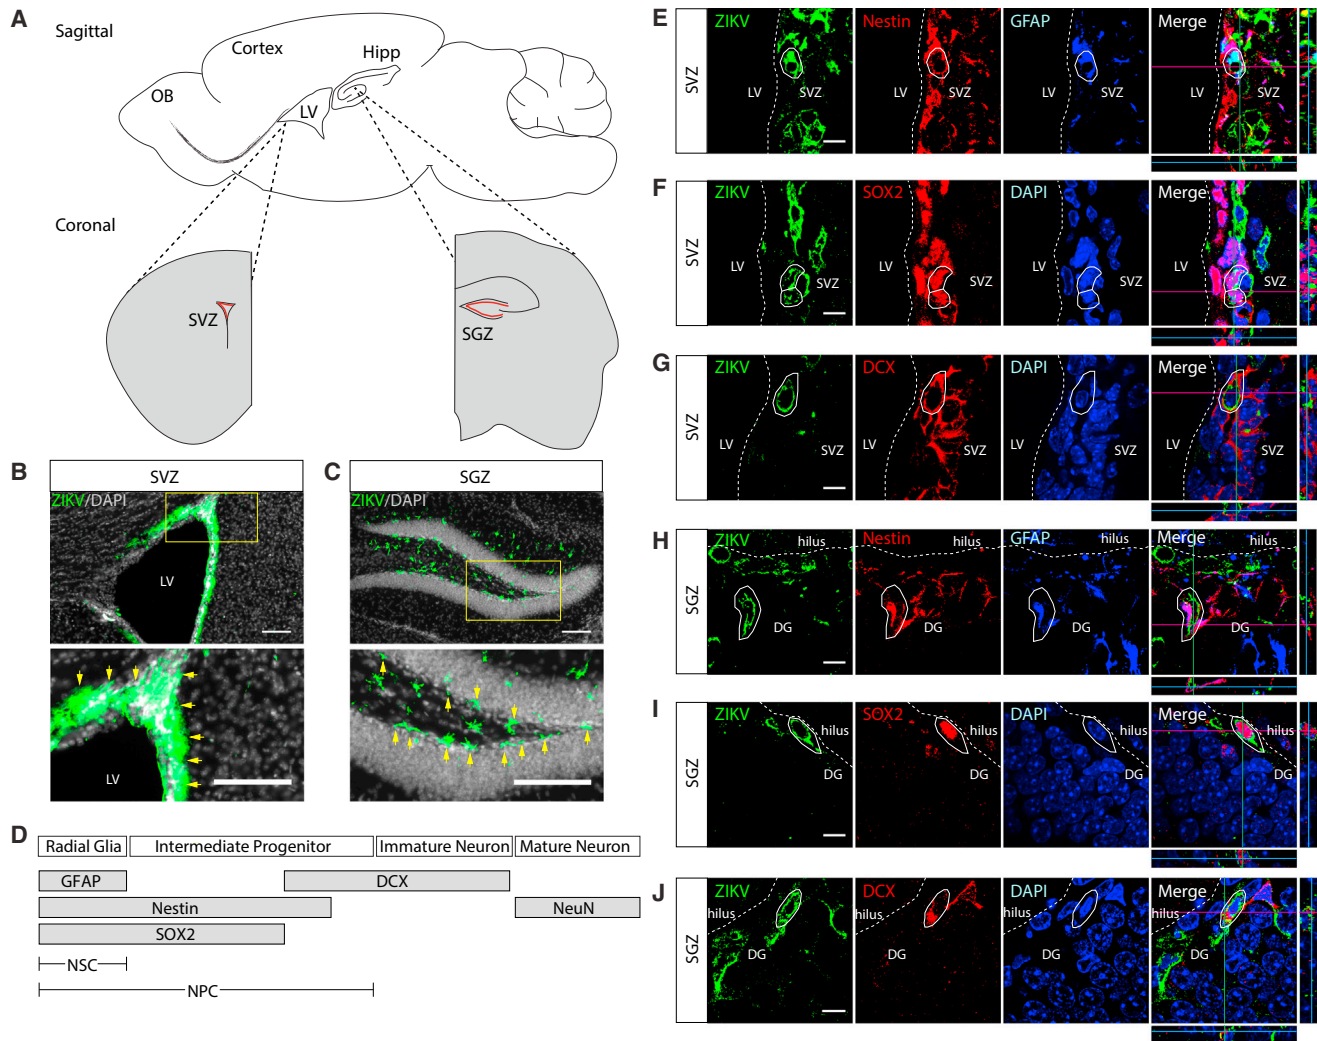 A
Sagittal
Cortex
Hipp
OB
LV
Coronal
SVZ
SGZ
B
SVZ
ZIKV/DAPI
LV
LV
C
SGZ
ZIKV/DAPI
D
Radial Glia
Intermediate Progenitor
Immature Neuron
Mature Neuron
GFAP
DCX
Nestin
NeuN
SOX2
NSC
NPC
E
SVZ
ZIKV
Nestin
GFAP
Merge
LV
SVZ
LV
SVZ
LV
SVZ
LV
SVZ
F
SVZ
ZIKV
SOX2
DAPI
Merge
LV
SVZ
LV
SVZ
LV
SVZ
LV
SVZ
G
SVZ
ZIKV
DCX
DAPI
Merge
LV
SVZ
LV
SVZ
LV
SVZ
LV
SVZ
H
SGZ
ZIKV
Nestin
GFAP
Merge
hilus
DG
hilus
DG
hilus
DG
hilus
DG
I
SGZ
ZIKV
SOX2
DAPI
Merge
hilus
DG
hilus
DG
hilus
DG
hilus
DG
J
SGZ
ZIKV
DCX
DAPI
Merge
hilus
DG
hilus
DG
hilus
DG
hilus
DG